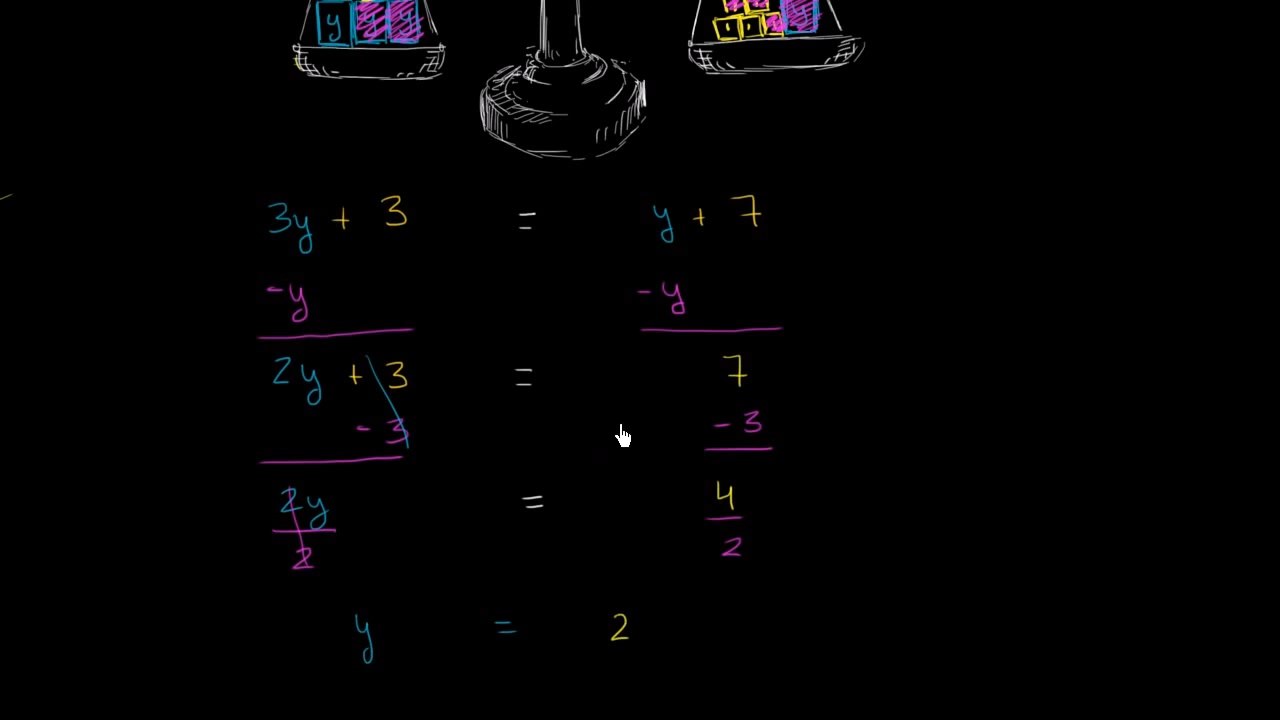 y y y y
3y + 3 = y + 7
-y -y
2y + 3 = 7
- 3 - 3
2y = 4
2 2
y = 2